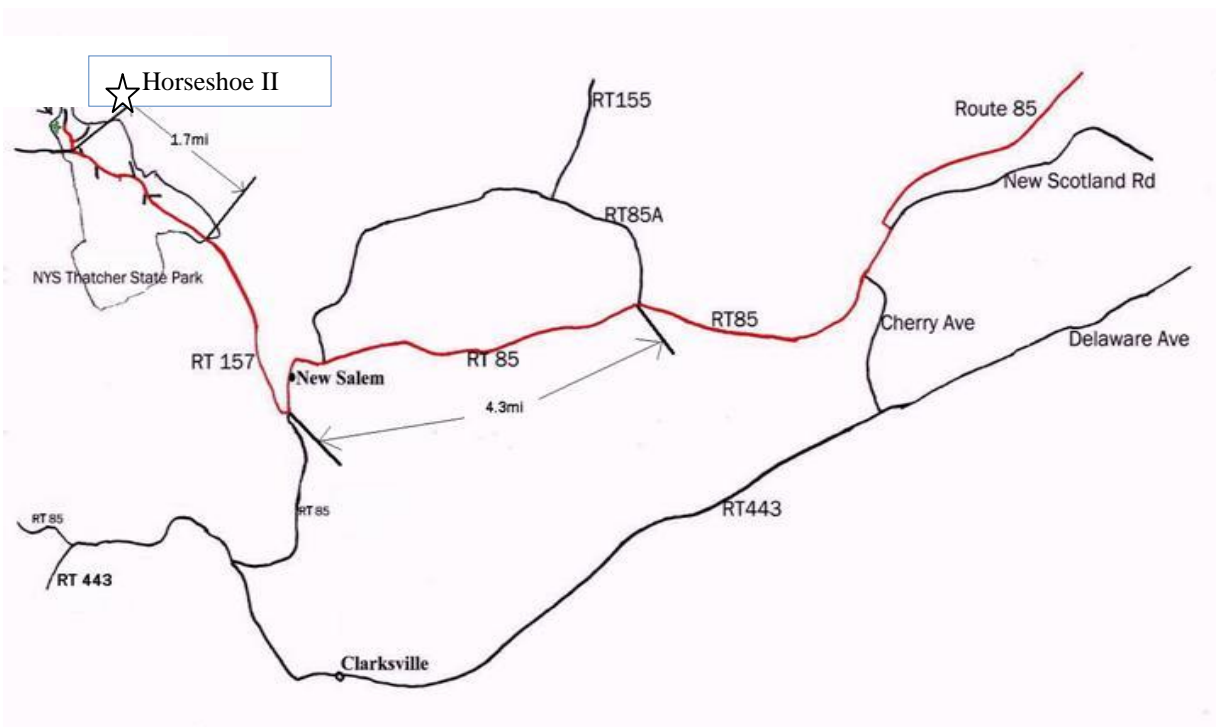 Horseshoe II
RT155
Route 85
1.7mi
New Scotland Rd
RT85A
NYS Thatcher State Park
RT85
Cherry Ave
Delaware Ave
RT 157
RT 85
New Salem
4.3mi
RT 85
RT443
RT 85
RT 443
Clarksville